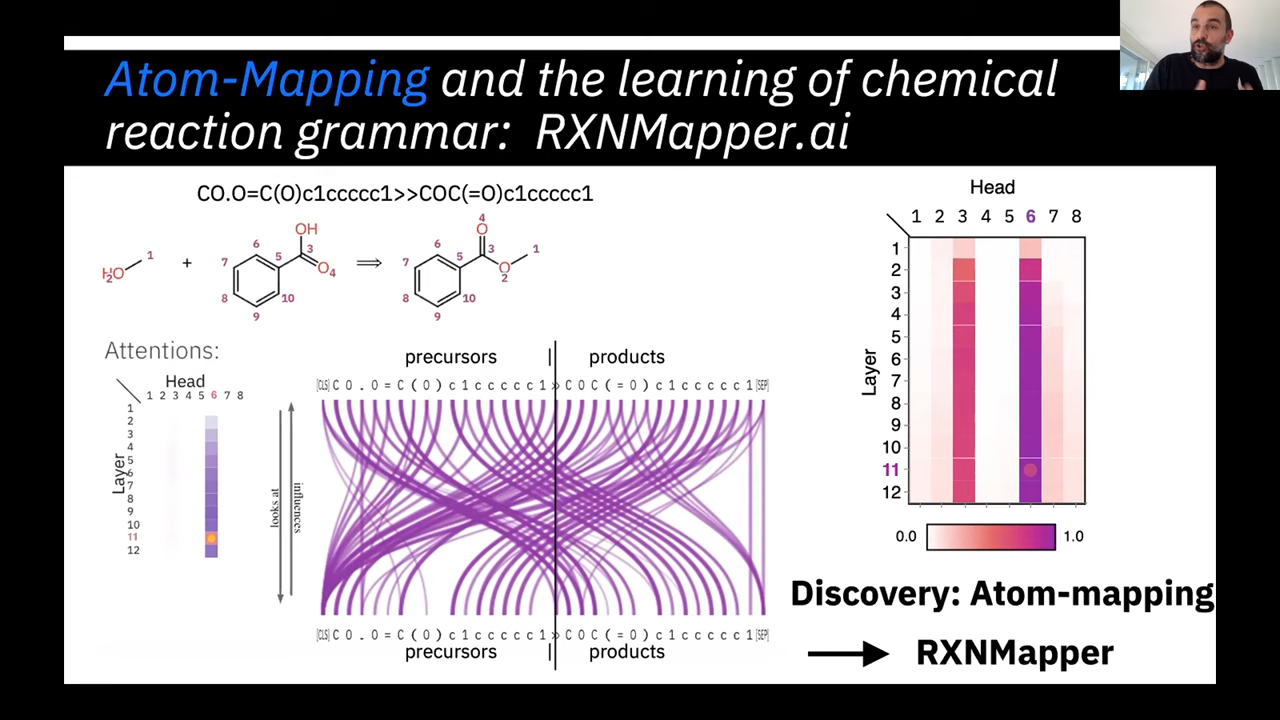 Atom-Mapping and the learning of chemical
reaction grammar: RXNMapper.ai
CO.O=C(O)c1ccccc1>>COC(=O)c1ccccc1
HO
1
2
+
OH
O
3
4
5
6
7
8
9
10
O
4
O
2
1
3
5
6
7
8
9
10
Attentions:
Head
1 2 3 4 5 6 7 8
Layer
1
2
3
4
5
6
7
8
9
10
11
12
precursors | products
[CLS] C O . O = C ( O ) c 1 c c c c c 1 >> C O C ( = O ) c 1 c c c c c 1 [SEP]
looks at
influences
[CLS] C O . O = C ( O ) c 1 c c c c c 1 >> C O C ( = O ) c 1 c c c c c 1 [SEP]
precursors | products
Head
1 2 3 4 5 6 7 8
Layer
1
2
3
4
5
6
7
8
9
10
11
12
0.0 1.0
Discovery: Atom-mapping
RXNMapper